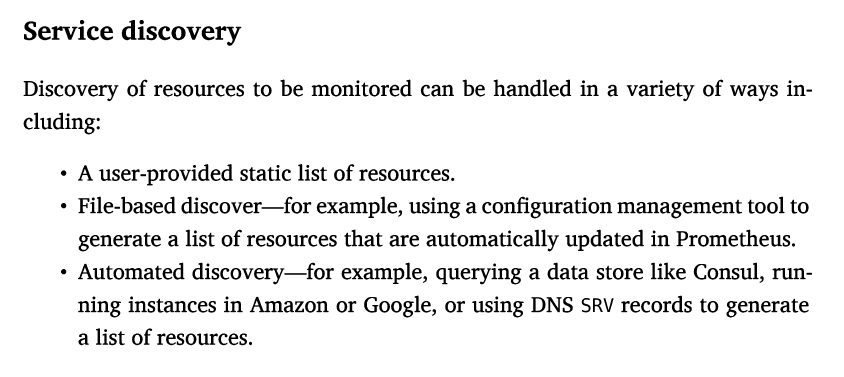 Service discovery
Discovery of resources to be monitored can be handled in a variety of ways in-
cluding:
• A user-provided static list of resources.
• File-based discover—for example, using a configuration management tool to
generate a list of resources that are automatically updated in Prometheus.
• Automated discovery—for example, querying a data store like Consul, run-
ning instances in Amazon or Google, or using DNS SRV records to generate
a list of resources.